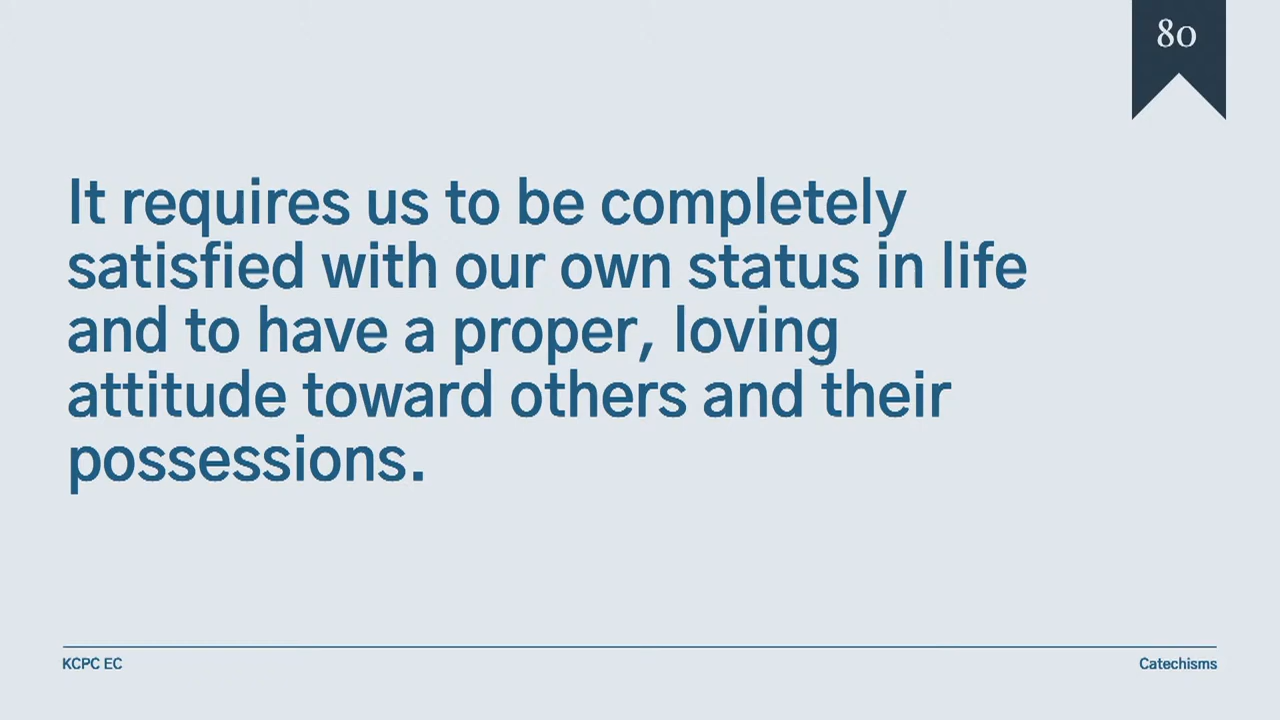 80
It requires us to be completely
satisfied with our own status in life
and to have a proper, loving
attitude toward others and their
possessions.
KCPC EC
Catechisms